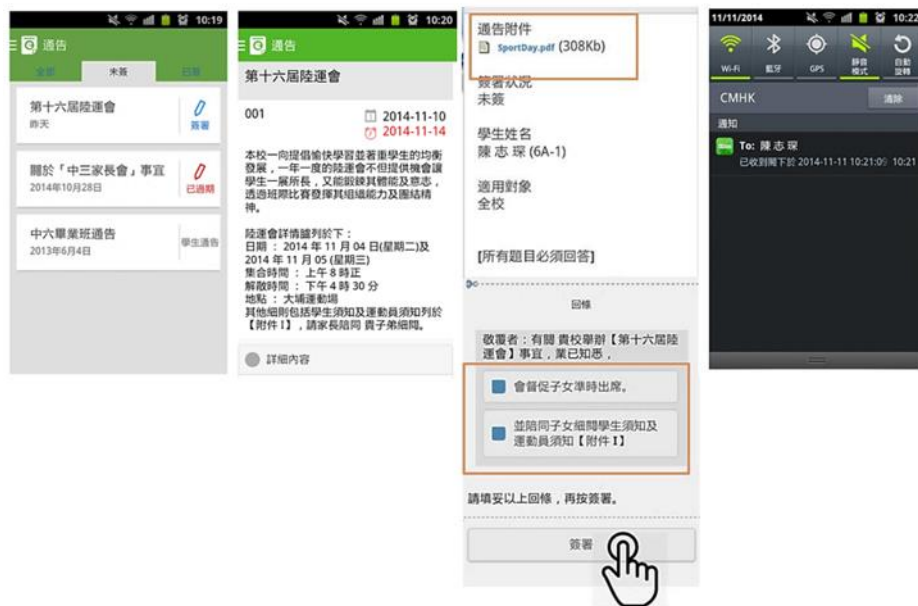 10:19
通告
全部
未簽
已簽
第十六屆陸運會
昨天
簽署
關於「中三家長會」事宜
2014年10月28日
已過期
中六畢業班通告
2013年6月4日
學生通告
10:20
通告
第十六屆陸運會
001
2014-11-10
2014-11-14
本校一向提倡愉快學習並著重學生的均衡
發展，一年一度的陸運會不但提供機會讓
學生一展所長，又能鍛鍊其體能及意志，
透過班際比賽發揮其組織能力及團結精
神。
陸運會詳情臚列於下：
日期 ： 2014 年 11 月 04 日(星期二)及
2014 年 11 月 05 (星期三)
集合時間 ： 上午 8 時正
解散時間 ： 下午 4 時 30 分
地點 ： 大埔運動場
其他細則包括學生須知及運動員須知列於
【附件 I】，請家長陪同 貴子弟細閱。
詳細內容
通告附件
SportDay.pdf (308Kb)
簽署狀況
未簽
學生姓名
陳 志 琛 (6A-1)
適用對象
全校
[所有題目必須回答]
回條
敬覆者：有關 貴校舉辦【第十六屆陸
運會】事宜，業已知悉，
會督促子女準時出席。
並陪同子女細閱學生須知及
運動員須知【附件 I】
請填妥以上回條，再按簽署。
簽署
11/11/2014
10:22
Wi-Fi
藍牙
GPS
靜音
模式
自動
旋轉
CMHK
清除
通知
To: 陳 志 琛
已收到閣下於 2014-11-11 10:21:09 10:21